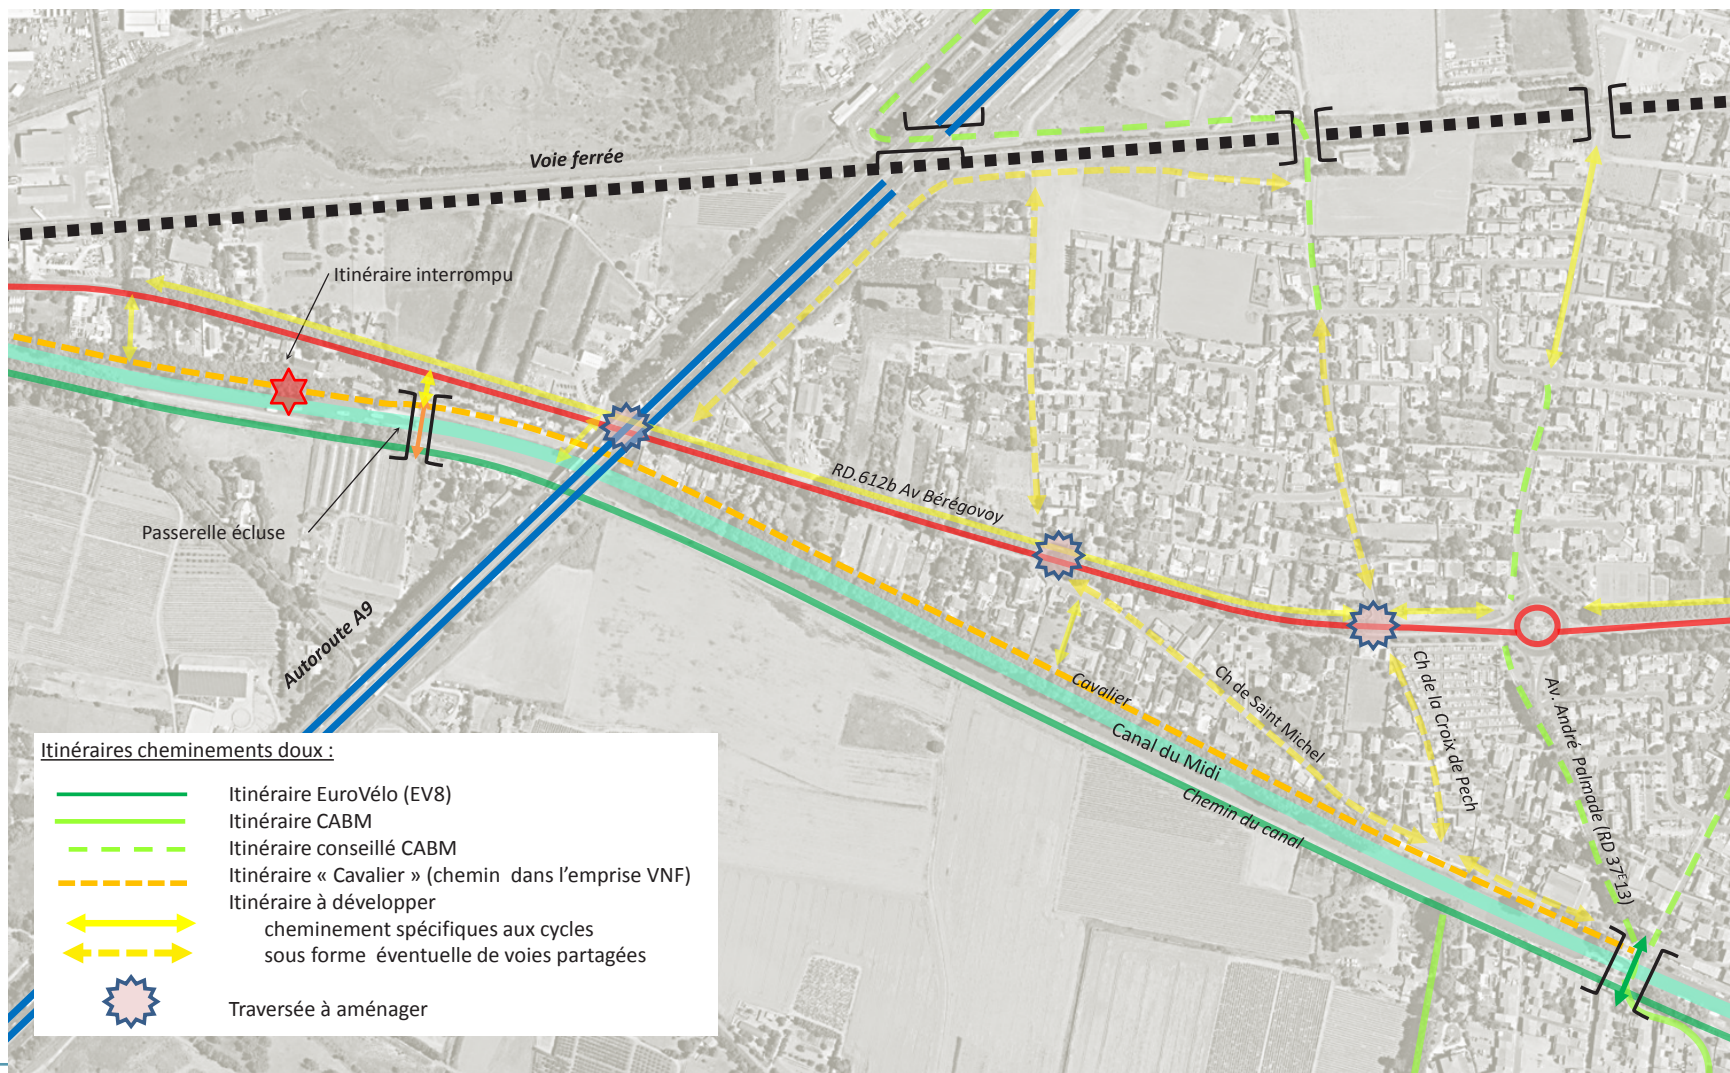 Voie ferrée
Itinéraire interrompu
RD.612b Av Bérégovoy
Passerelle écluse
Autoroute A9
Cavalier
Canal du Midi
Chemin du canal
Ch de Saint Michel
Ch de la Croix de Pech
Av. André Palmade (RD 37ᴱ13)
Itinéraires cheminements doux :
Itinéraire EuroVélo (EV8)
Itinéraire CABM
Itinéraire conseillé CABM
Itinéraire « Cavalier » (chemin dans l’emprise VNF)
Itinéraire à développer
cheminement spécifiques aux cycles
sous forme éventuelle de voies partagées
Traversée à aménager